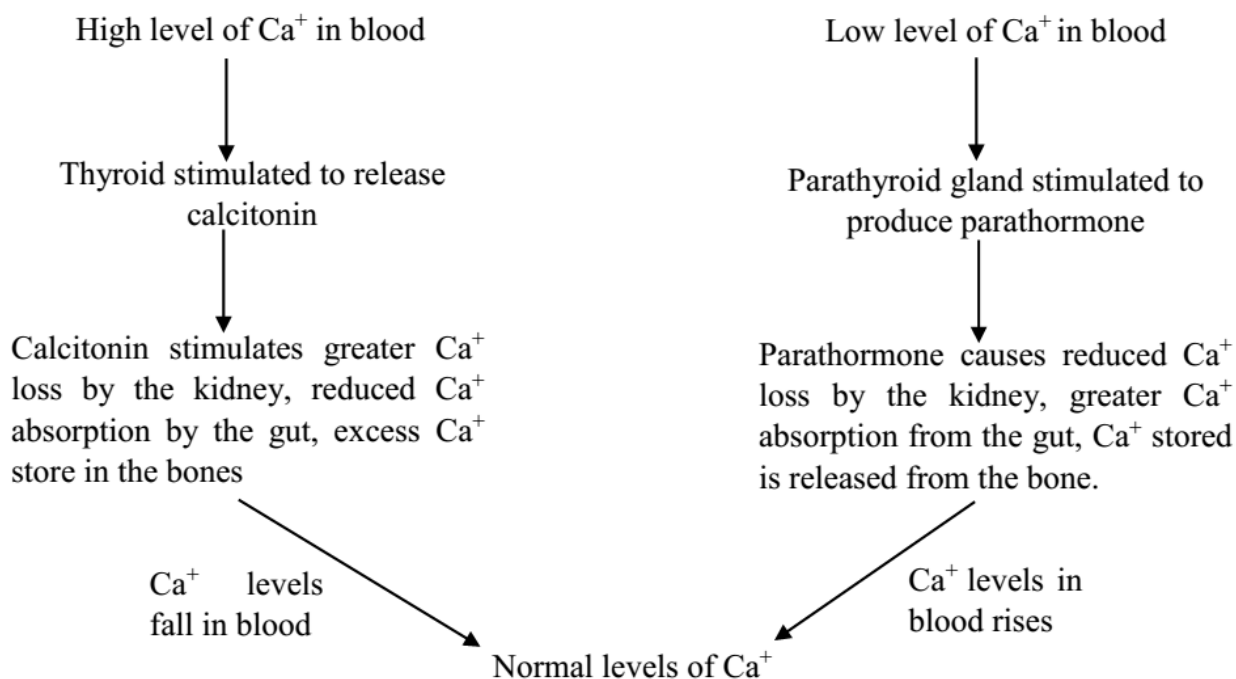 High level of Ca⁺ in blood
Thyroid stimulated to release
calcitonin
Calcitonin stimulates greater Ca⁺
loss by the kidney, reduced Ca⁺
absorption by the gut, excess Ca⁺
store in the bones
Ca⁺ levels
fall in blood
Low level of Ca⁺ in blood
Parathyroid gland stimulated to
produce parathormone
Parathormone causes reduced Ca⁺
loss by the kidney, greater Ca⁺
absorption from the gut, Ca⁺ stored
is released from the bone.
Ca⁺ levels in
blood rises
Normal levels of Ca⁺